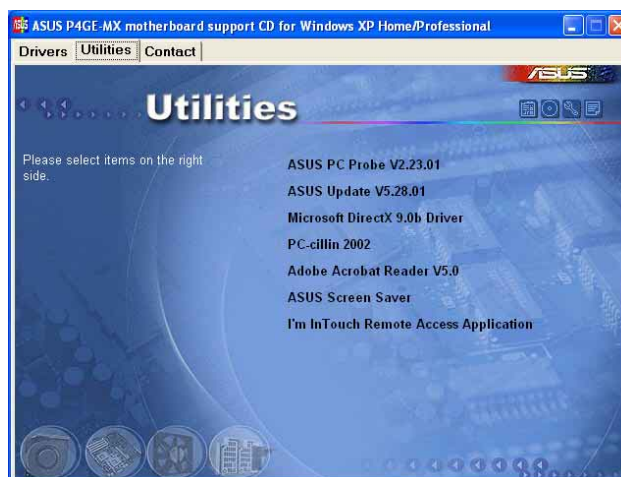 ASUS P4GE-MX motherboard support CD for Windows XP Home/Professional
Drivers Utilities Contact
ASUS
Utilities
Please select items on the right
side.
ASUS PC Probe V2.23.01
ASUS Update V5.28.01
Microsoft DirectX 9.0b Driver
PC-cillin 2002
Adobe Acrobat Reader V5.0
ASUS Screen Saver
I'm InTouch Remote Access Application